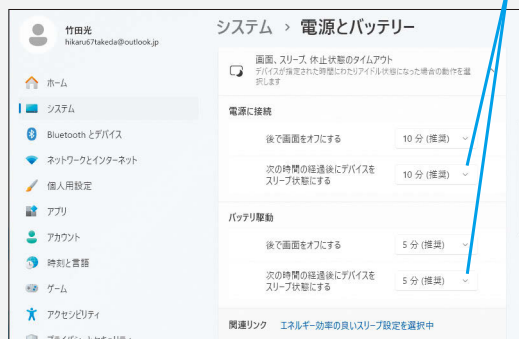 竹田光
hikaru67takeda@outlook.jp
ホーム
システム
Bluetooth とデバイス
ネットワークとインターネット
個人用設定
アプリ
アカウント
時刻と言語
ゲーム
アクセシビリティ
システム > 電源とバッテリー
画面、スリープ、休止状態のタイムアウト
デバイスが指定された時間にわたりアイドル状態になった場合の動作を選
択します
電源に接続
後で画面をオフにする 10 分 (推奨)
次の時間の経過後にデバイスを
スリープ状態にする 10 分 (推奨)
バッテリ駆動
後で画面をオフにする 5 分 (推奨)
次の時間の経過後にデバイスを
スリープ状態にする 5 分 (推奨)
関連リンク エネルギー効率の良いスリープ設定を選択中